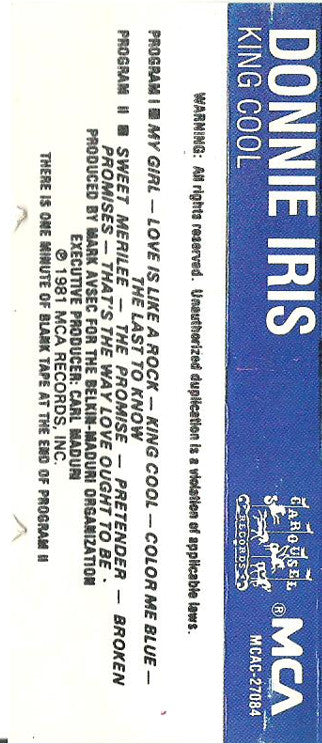 DONNIE IRIS
KING COOL
CAROUSEL
RECORDS
® MCA
MCAC-27084
WARNING: All rights reserved. Unauthorized duplication is a violation of applicable laws.
PROGRAM I ■ MY GIRL — LOVE IS LIKE A ROCK — KING COOL — COLOR ME BLUE —
THE LAST TO KNOW
PROGRAM II ■ SWEET MERILEE — THE PROMISE — PRETENDER — BROKEN
PROMISES — THAT'S THE WAY LOVE OUGHT TO BE .
PRODUCED BY MARK AVSEC FOR THE BELKIN-MADURI ORGANIZATION
EXECUTIVE PRODUCER: CARL MADURI
℗ 1981 MCA RECORDS, INC.
THERE IS ONE MINUTE OF BLANK TAPE AT THE END OF PROGRAM II